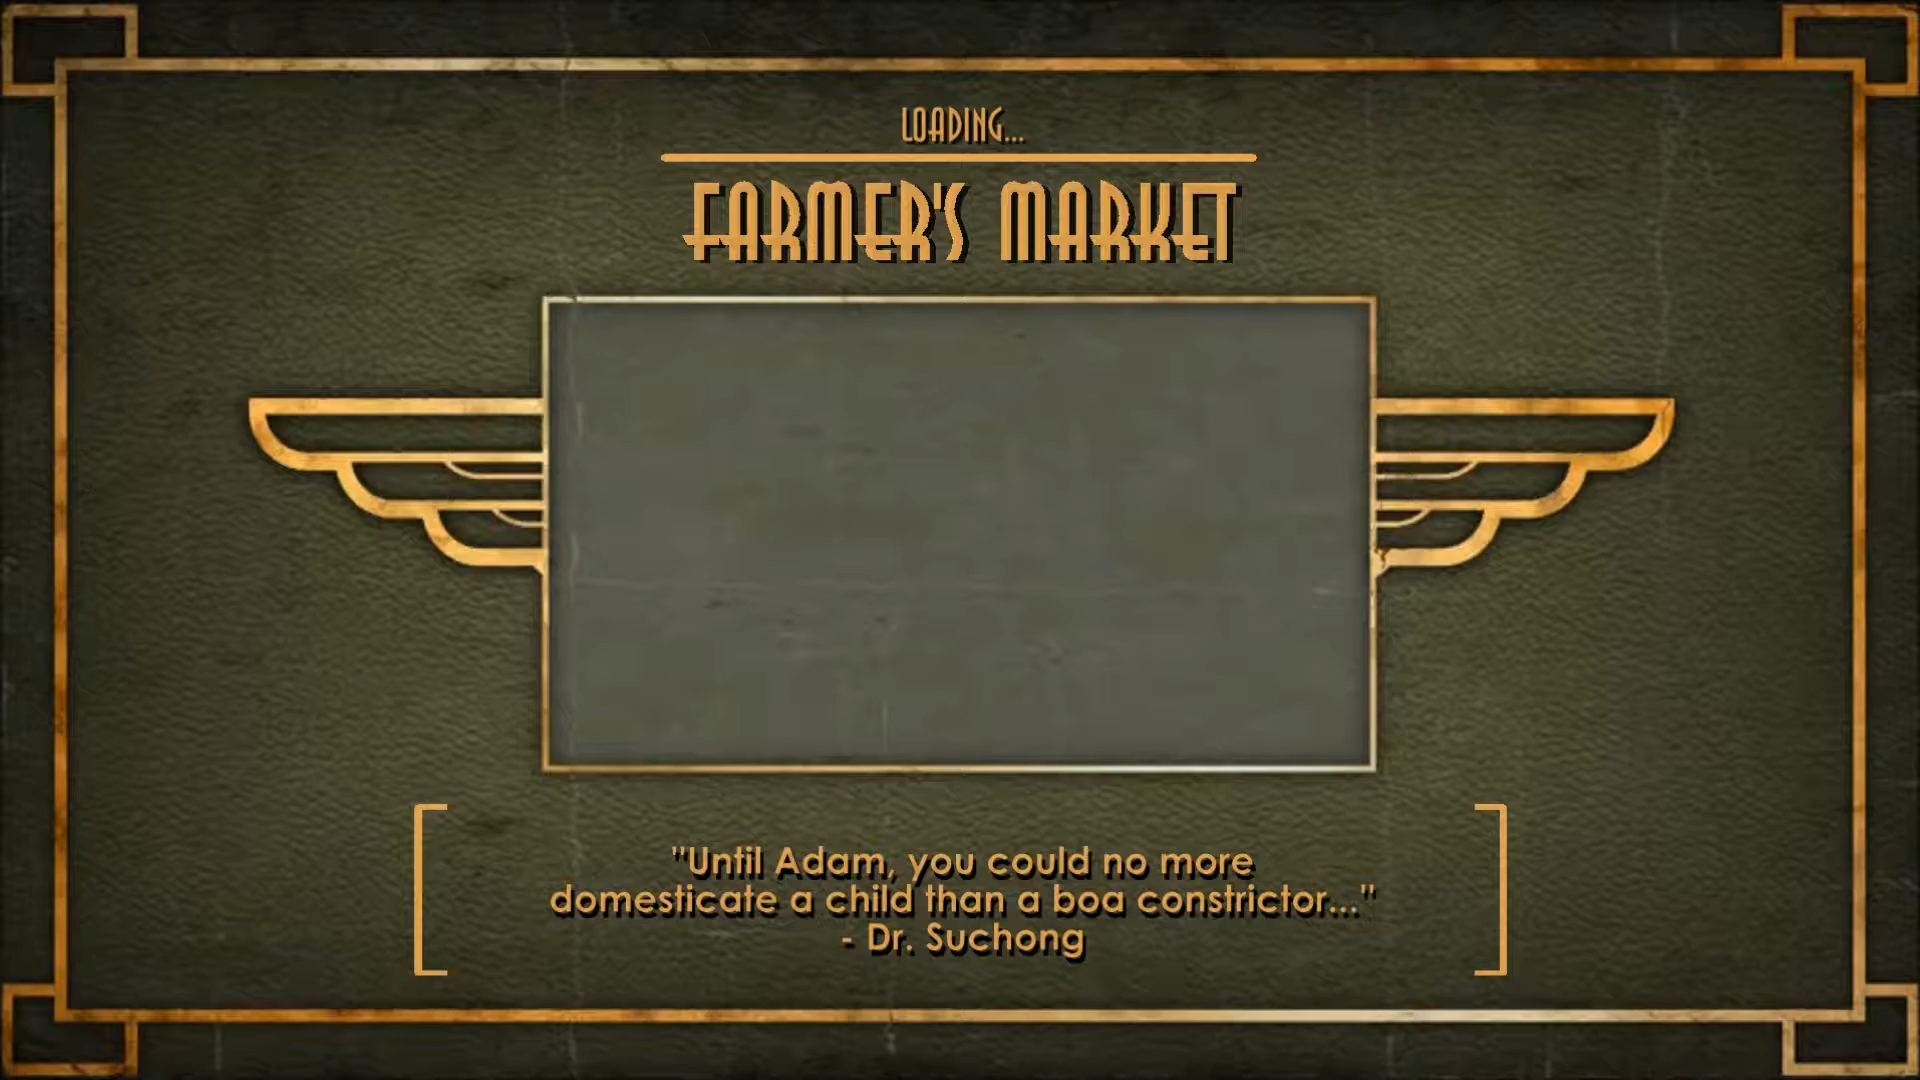 LOADING...
FARMER'S MARKET
"Until Adam, you could no more
domesticate a child than a boa constrictor..."
- Dr. Suchong